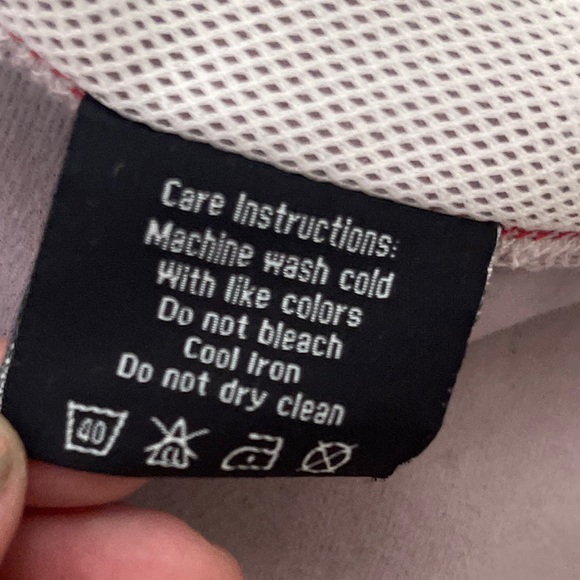 Care Instructions:
Machine wash cold
With like colors
Do not bleach
Cool Iron
Do not dry clean
40